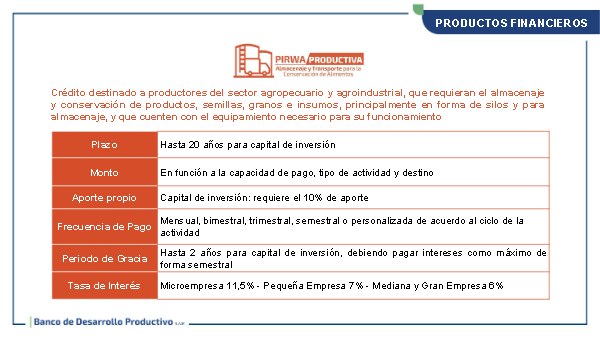 PRODUCTOS FINANCIEROS
PIRWA PRODUCTIVA
Almacenaje y Transporte para la
Conservación de Alimentos
Crédito destinado a productores del sector agropecuario y agroindustrial, que requieran el almacenaje
y conservación de productos, semillas, granos e insumos, principalmente en forma de silos y para
almacenaje, y que cuenten con el equipamiento necesario para su funcionamiento
Plazo Hasta 20 años para capital de inversión
Monto En función a la capacidad de pago, tipo de actividad y destino
Aporte propio Capital de inversión: requiere el 10% de aporte
Frecuencia de Pago Mensual, bimestral, trimestral, semestral o personalizada de acuerdo al ciclo de la
actividad
Periodo de Gracia Hasta 2 años para capital de inversión, debiendo pagar intereses como máximo de
forma semestral
Tasa de Interés Microempresa 11,5% - Pequeña Empresa 7% - Mediana y Gran Empresa 6%
Banco de Desarrollo Productivo S.A.M.